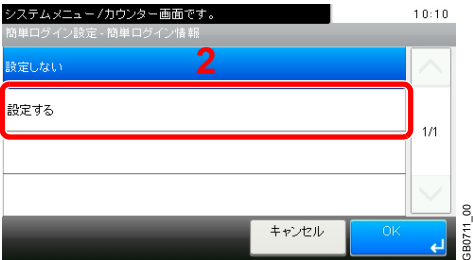 システムメニュー/カウンター画面です。 10:10
簡単ログイン設定 - 簡単ログイン情報
設定しない 2
設定する
1/1
キャンセル OK
GB0711_00